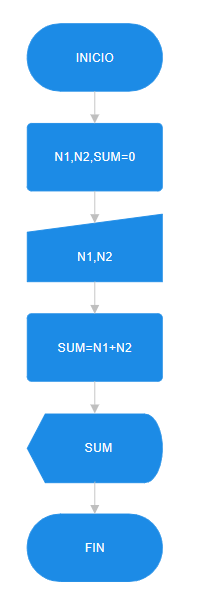 INICIO
N1,N2,SUM=0
N1,N2
SUM=N1+N2
SUM
FIN